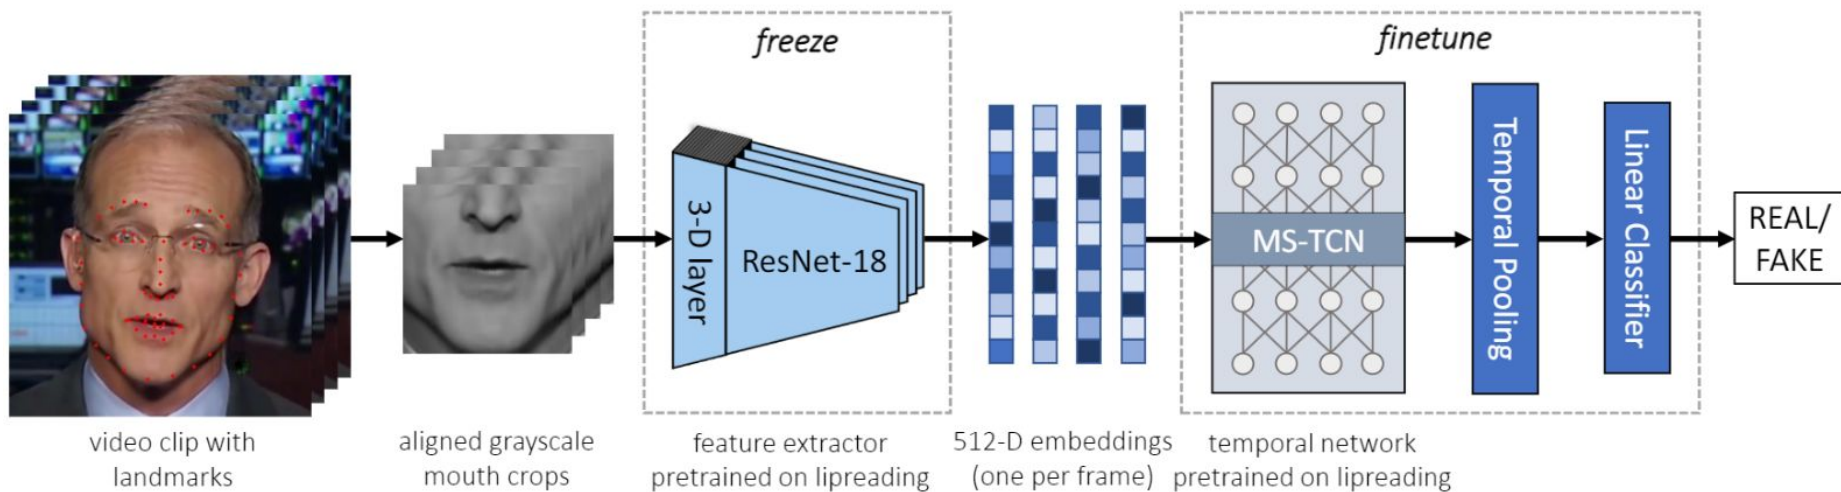 freeze
finetune
3-D layer
ResNet-18
MS-TCN
Temporal Pooling
Linear Classifier
REAL/
FAKE
video clip with
landmarks
aligned grayscale
mouth crops
feature extractor
pretrained on lipreading
512-D embeddings
(one per frame)
temporal network
pretrained on lipreading